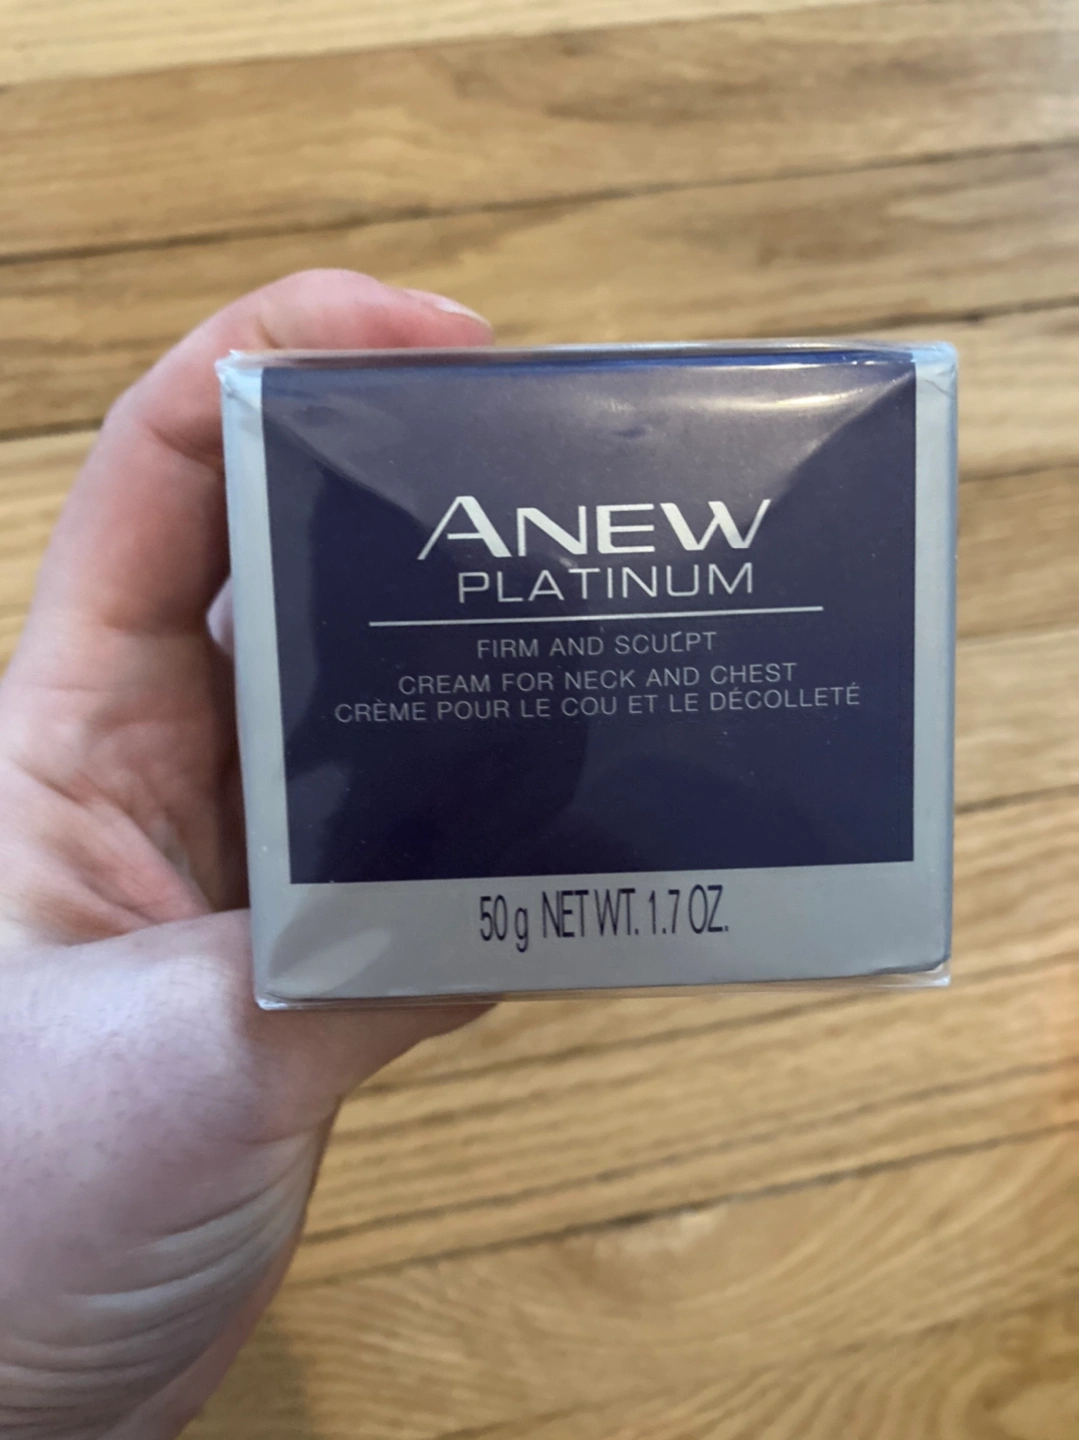 ANEW
PLATINUM
FIRM AND SCULPT
CREAM FOR NECK AND CHEST
CRÈME POUR LE COU ET LE DÉCOLLETÉ
50 g NET WT. 1.7 OZ.